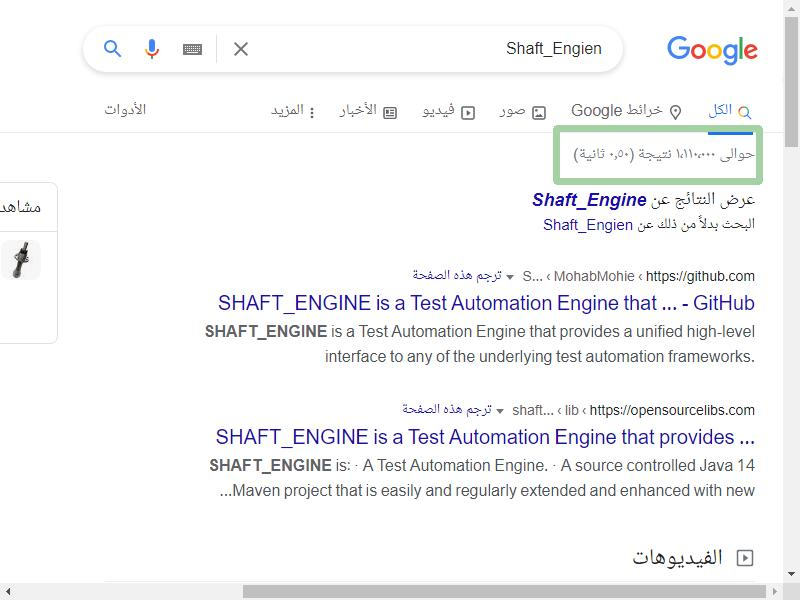 Google
Shaft_Engien
الكل
خرائط Google
صور
فيديو
الأخبار
المزيد
الأدوات
حوالى ١،١١٠،٠٠٠ نتيجة (٠,٥٠ ثانية)
عرض النتائج عن Shaft_Engine
البحث بدلاً من ذلك عن Shaft_Engien
مشاهد
https://github.com › MohabMohie › S... ترجم هذه الصفحة
SHAFT_ENGINE is a Test Automation Engine that ... - GitHub
SHAFT_ENGINE is a Test Automation Engine that provides a unified high-level
interface to any of the underlying test automation frameworks.
https://opensourcelibs.com › lib › shaft... ترجم هذه الصفحة
SHAFT_ENGINE is a Test Automation Engine that provides ...
SHAFT_ENGINE is: · A Test Automation Engine. · A source controlled Java 14
Maven project that is easily and regularly extended and enhanced with new...
الفيديوهات